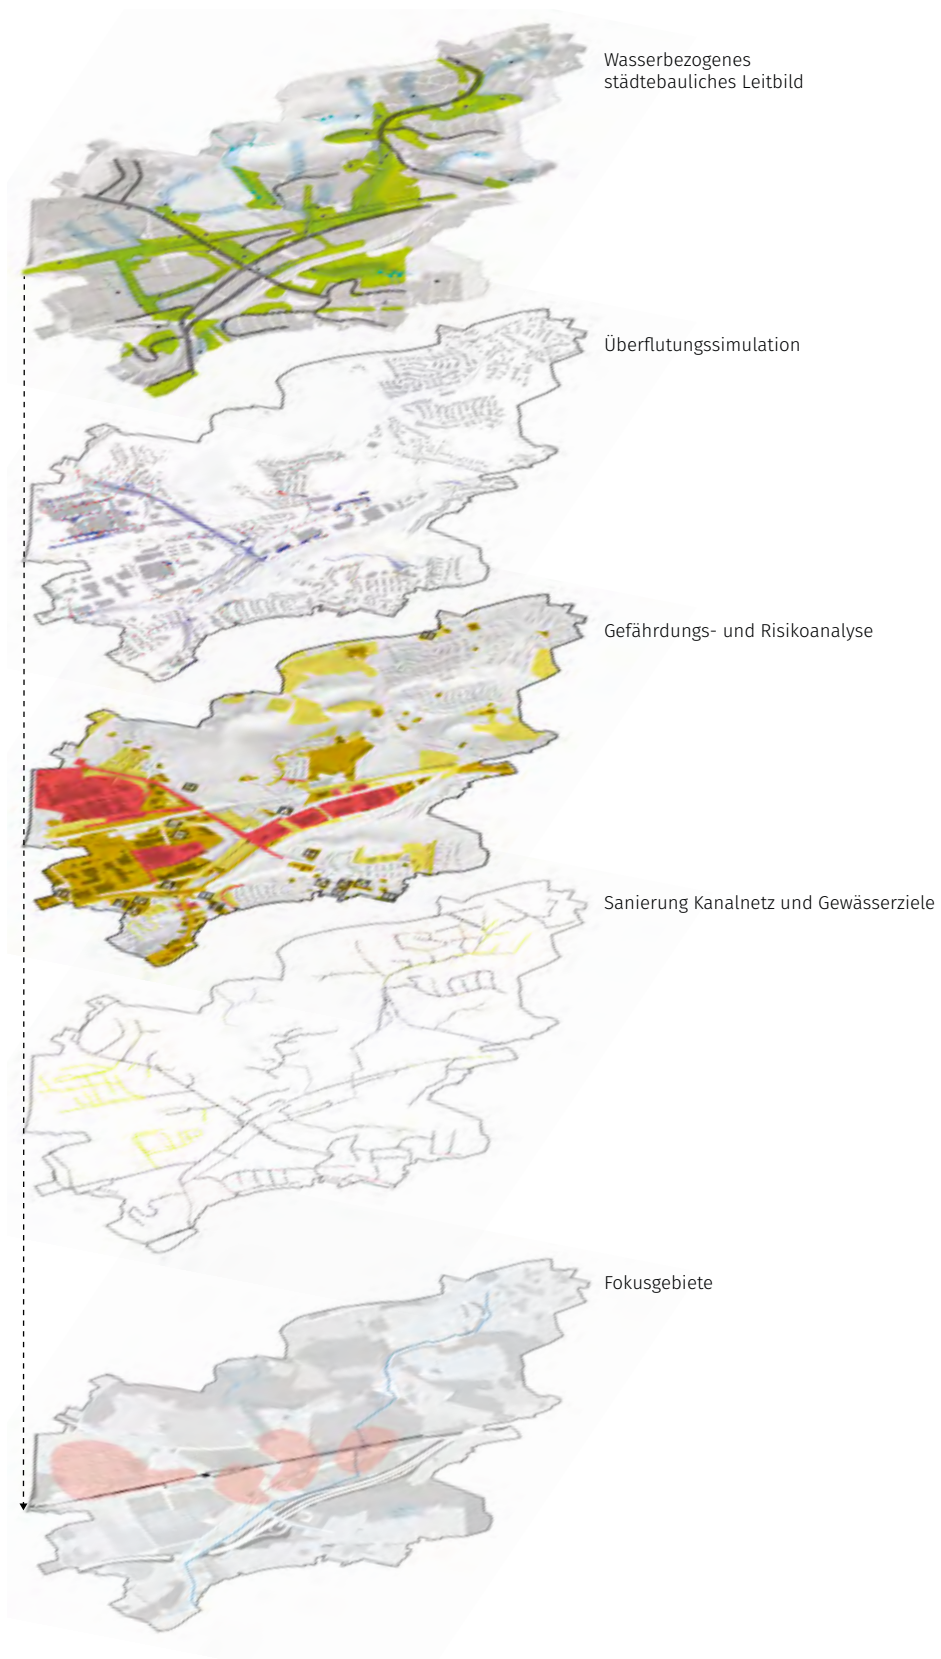 Wasserbezogenes
städtebauliches Leitbild
Überflutungssimulation
Gefährdungs- und Risikoanalyse
Sanierung Kanalnetz und Gewässerziele
Fokusgebiete